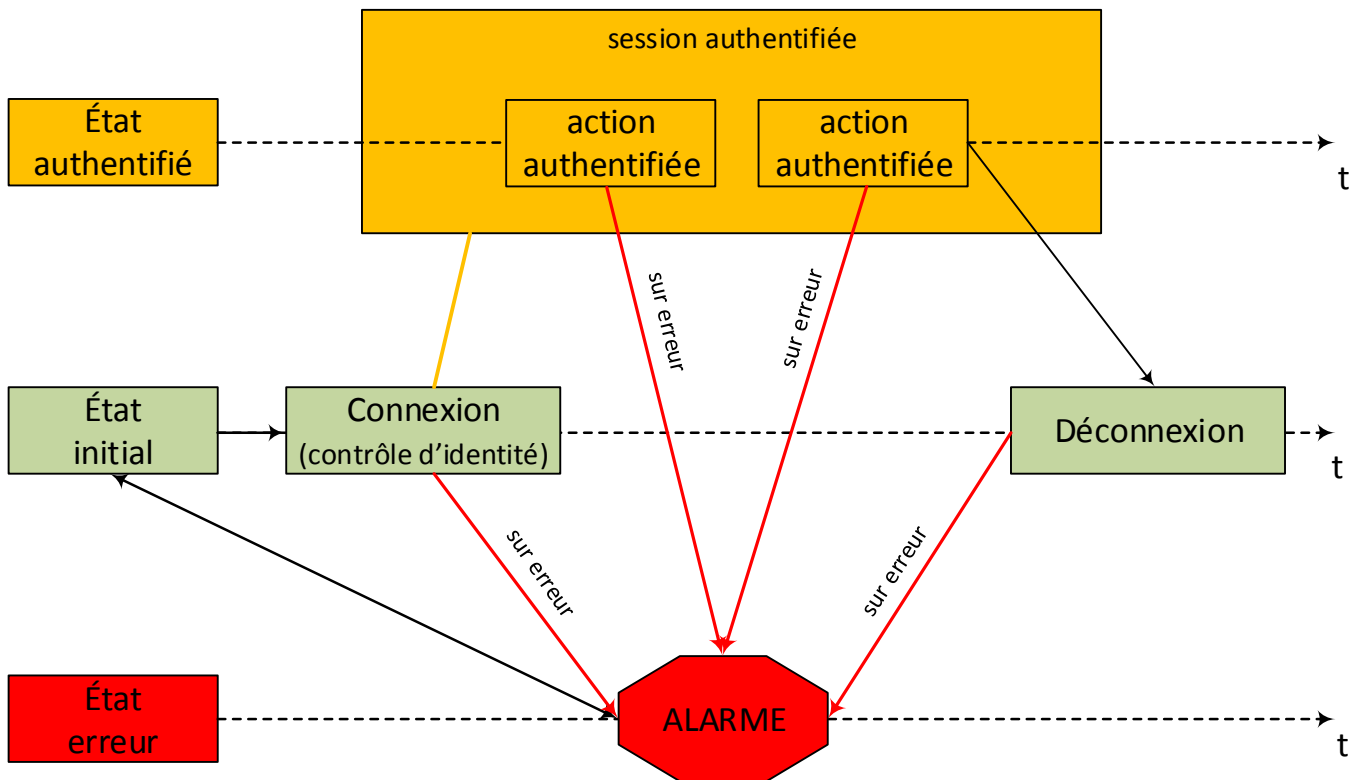 session authentifiée
État
authentifié
action
authentifiée
action
authentifiée
t
sur erreur
sur erreur
État
initial
Connexion
(contrôle d’identité)
Déconnexion
t
sur erreur
sur erreur
État
erreur
ALARME
t